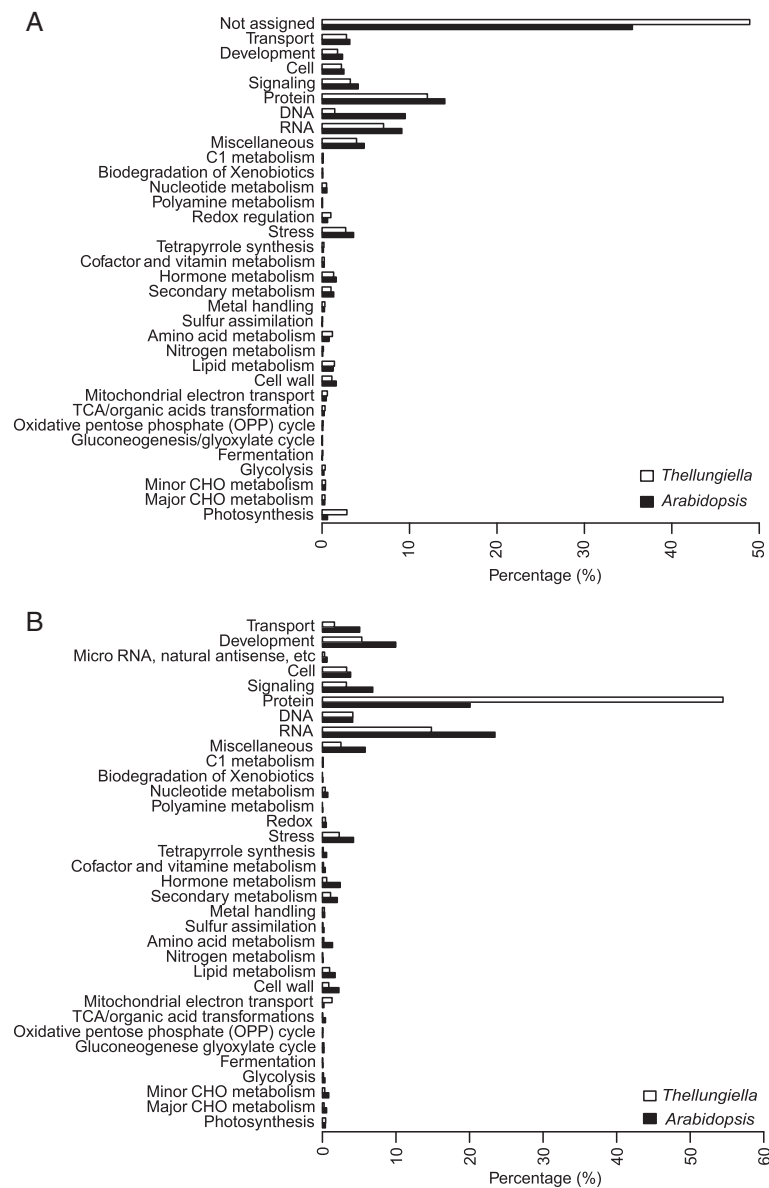 A
Not assigned
Transport
Development
Cell
Signaling
Protein
DNA
RNA
Miscellaneous
C1 metabolism
Biodegradation of Xenobiotics
Nucleotide metabolism
Polyamine metabolism
Redox regulation
Stress
Tetrapyrrole synthesis
Cofactor and vitamin metabolism
Hormone metabolism
Secondary metabolism
Metal handling
Sulfur assimilation
Amino acid metabolism
Nitrogen metabolism
Lipid metabolism
Cell wall
Mitochondrial electron transport
TCA/organic acids transformation
Oxidative pentose phosphate (OPP) cycle
Gluconeogenesis/glyoxylate cycle
Fermentation
Glycolysis
Minor CHO metabolism
Major CHO metabolism
Photosynthesis
Thellungiella
Arabidopsis
0 10 20 30 40 50
Percentage (%)
B
Transport
Development
Micro RNA, natural antisense, etc
Cell
Signaling
Protein
DNA
RNA
Miscellaneous
C1 metabolism
Biodegradation of Xenobiotics
Nucleotide metabolism
Polyamine metabolism
Redox
Stress
Tetrapyrrole synthesis
Cofactor and vitamine metabolism
Hormone metabolism
Secondary metabolism
Metal handling
Sulfur assimilation
Amino acid metabolism
Nitrogen metabolism
Lipid metabolism
Cell wall
Mitochondrial electron transport
TCA/organic acid transformations
Oxidative pentose phosphate (OPP) cycle
Gluconeogenese glyoxylate cycle
Fermentation
Glycolysis
Minor CHO metabolism
Major CHO metabolism
Photosynthesis
Thellungiella
Arabidopsis
0 10 20 30 40 50 60
Percentage (%)